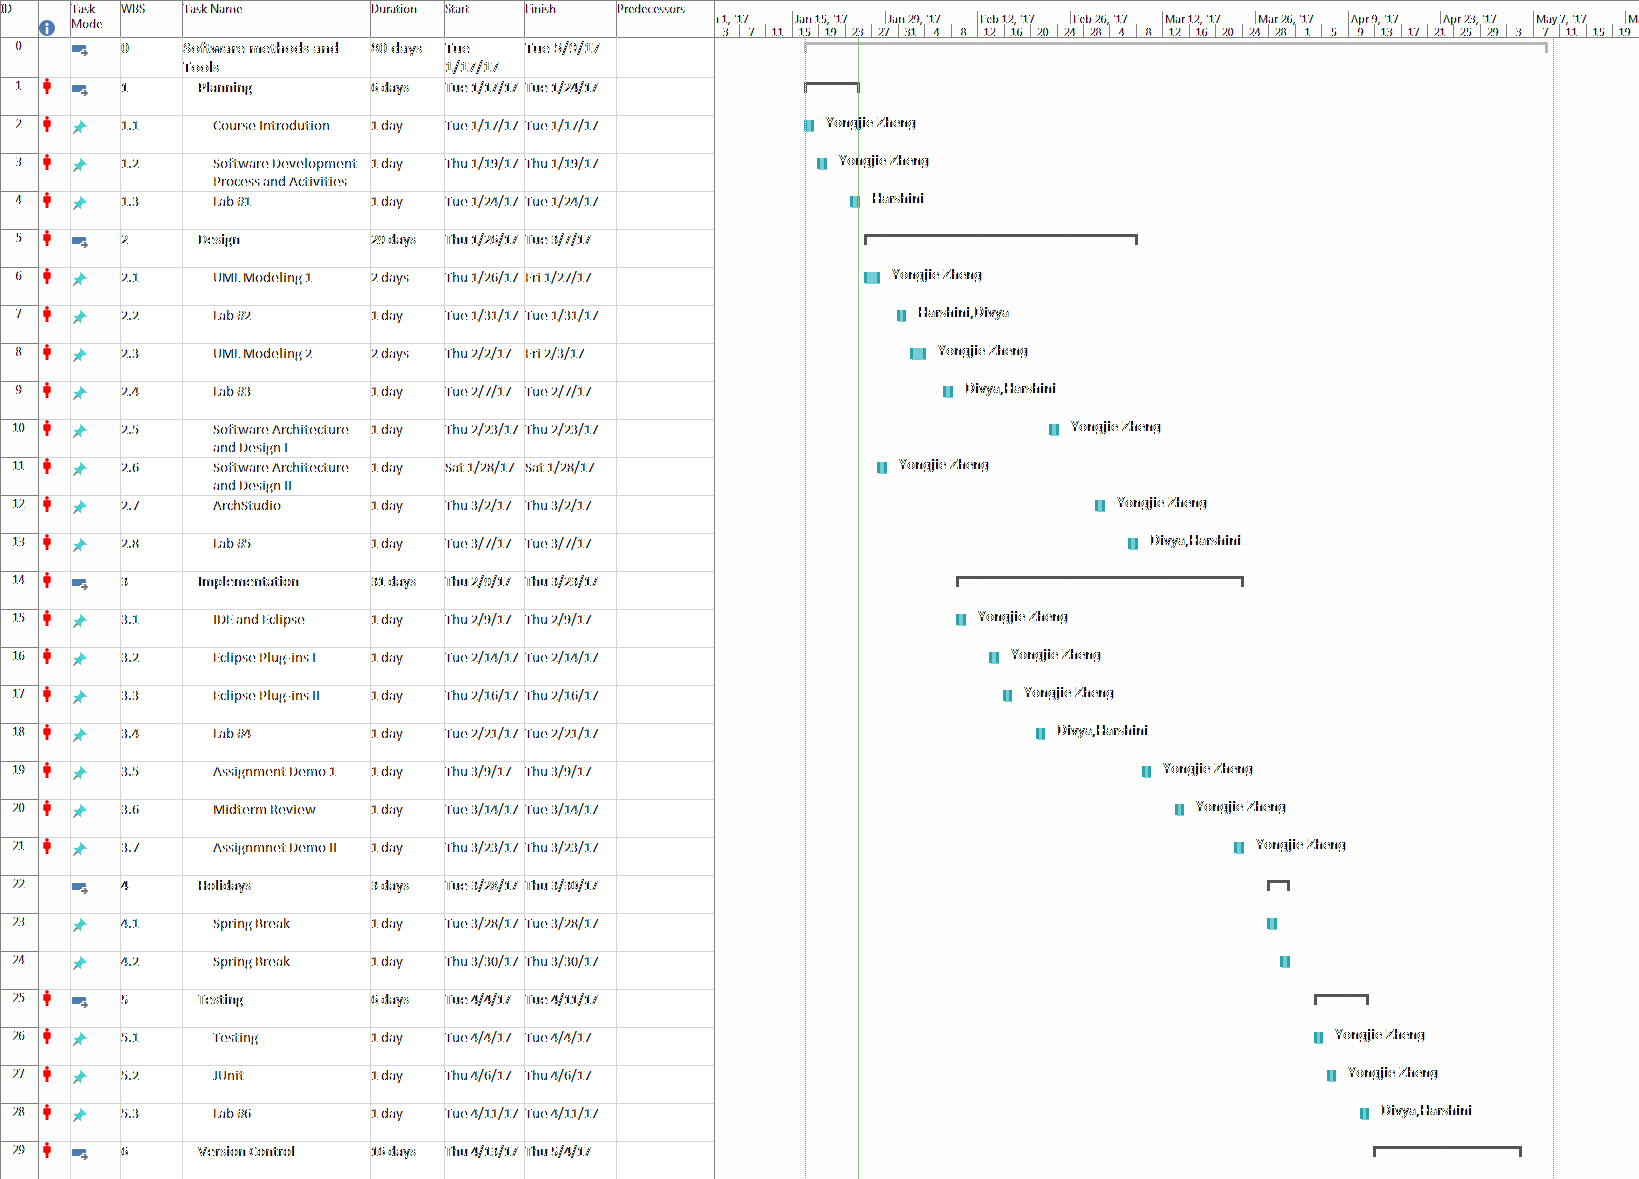 ID Task Mode WBS Task Name Duration Start Finish Predecessors
n 1, '17 Jan 15, '17 Jan 29, '17 Feb 12, '17 Feb 26, '17 Mar 12, '17 Mar 26, '17 Apr 9, '17 Apr 23, '17 May 7, '17 M
3 7 11 15 19 23 27 31 4 8 12 16 20 24 28 4 8 12 16 20 24 28 1 5 9 13 17 21 25 29 3 7 11 15 19
0 0 Software methods and Tools 80 days Tue 1/17/17 Tue 5/9/17
1 1 Planning 6 days Tue 1/17/17 Tue 1/24/17
2 1.1 Course Introdution 1 day Tue 1/17/17 Tue 1/17/17 Yongjie Zheng
3 1.2 Software Development Process and Activities 1 day Thu 1/19/17 Thu 1/19/17 Yongjie Zheng
4 1.3 Lab #1 1 day Tue 1/24/17 Tue 1/24/17 Harshini
5 2 Design 29 days Thu 1/26/17 Tue 3/7/17
6 2.1 UML Modeling 1 2 days Thu 1/26/17 Fri 1/27/17 Yongjie Zheng
7 2.2 Lab #2 1 day Tue 1/31/17 Tue 1/31/17 Harshini,Divya
8 2.3 UML Modeling 2 2 days Thu 2/2/17 Fri 2/3/17 Yongjie Zheng
9 2.4 Lab #3 1 day Tue 2/7/17 Tue 2/7/17 Divya,Harshini
10 2.5 Software Architecture and Design I 1 day Thu 2/23/17 Thu 2/23/17 Yongjie Zheng
11 2.6 Software Architecture and Design II 1 day Sat 1/28/17 Sat 1/28/17 Yongjie Zheng
12 2.7 ArchStudio 1 day Thu 3/2/17 Thu 3/2/17 Yongjie Zheng
13 2.8 Lab #5 1 day Tue 3/7/17 Tue 3/7/17 Divya,Harshini
14 3 Implementation 31 days Thu 2/9/17 Thu 3/23/17
15 3.1 IDE and Eclipse 1 day Thu 2/9/17 Thu 2/9/17 Yongjie Zheng
16 3.2 Eclipse Plug-ins I 1 day Tue 2/14/17 Tue 2/14/17 Yongjie Zheng
17 3.3 Eclipse Plug-ins II 1 day Thu 2/16/17 Thu 2/16/17 Yongjie Zheng
18 3.4 Lab #4 1 day Tue 2/21/17 Tue 2/21/17 Divya,Harshini
19 3.5 Assignment Demo 1 1 day Thu 3/9/17 Thu 3/9/17 Yongjie Zheng
20 3.6 Midterm Review 1 day Tue 3/14/17 Tue 3/14/17 Yongjie Zheng
21 3.7 Assignmnet Demo II 1 day Thu 3/23/17 Thu 3/23/17 Yongjie Zheng
22 4 Holidays 3 days Tue 3/28/17 Thu 3/30/17
23 4.1 Spring Break 1 day Tue 3/28/17 Tue 3/28/17
24 4.2 Spring Break 1 day Thu 3/30/17 Thu 3/30/17
25 5 Testing 6 days Tue 4/4/17 Tue 4/11/17
26 5.1 Testing 1 day Tue 4/4/17 Tue 4/4/17 Yongjie Zheng
27 5.2 JUnit 1 day Thu 4/6/17 Thu 4/6/17 Yongjie Zheng
28 5.3 Lab #6 1 day Tue 4/11/17 Tue 4/11/17 Divya,Harshini
29 6 Version Control 16 days Thu 4/13/17 Thu 5/4/17